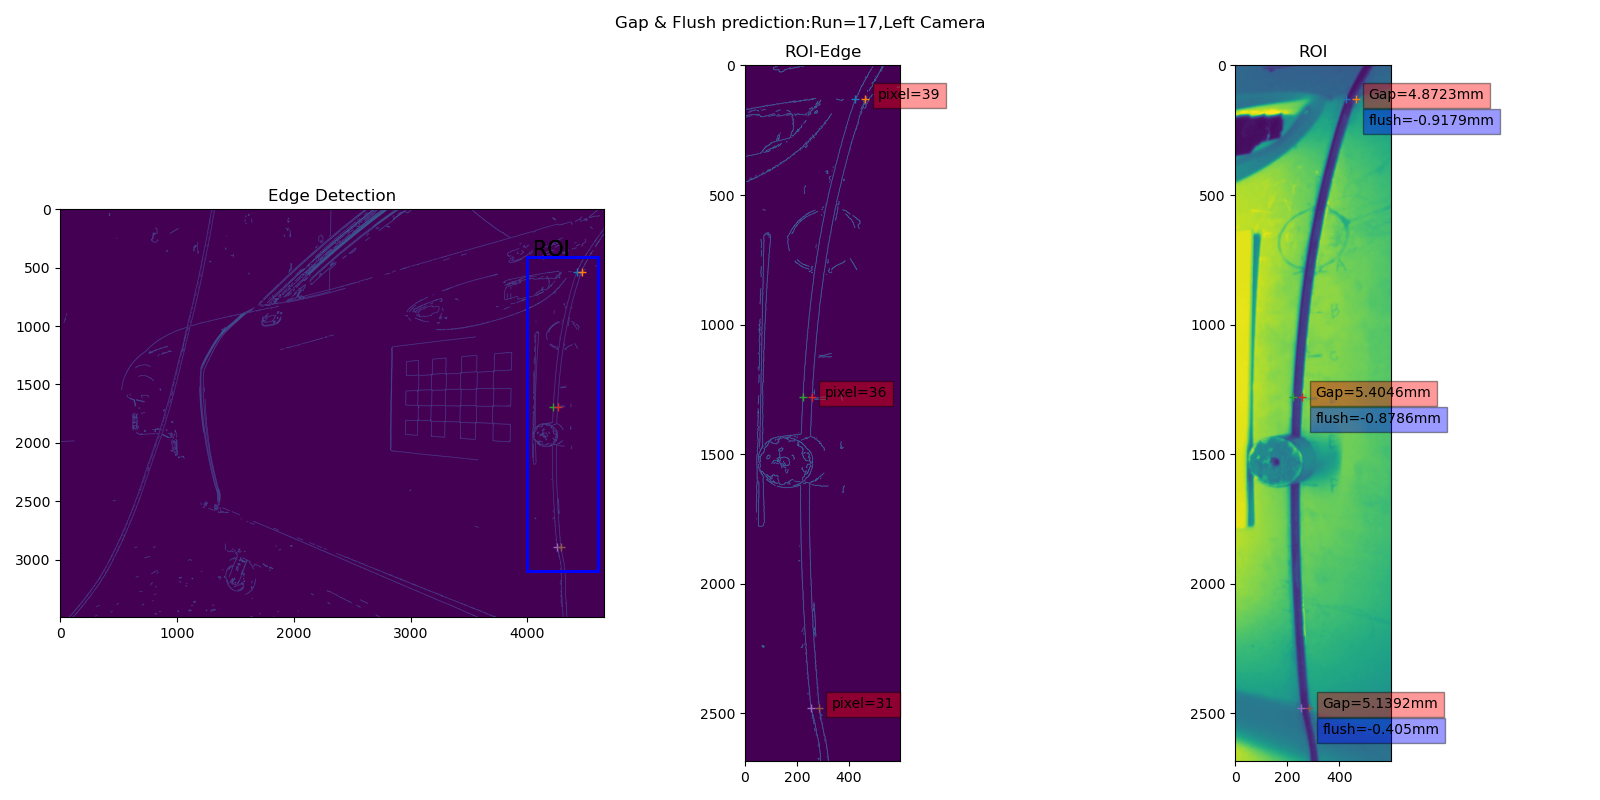 Gap & Flush prediction:Run=17,Left Camera
Edge Detection
ROI
0
500
1000
1500
2000
2500
3000
0
1000
2000
3000
4000
ROI-Edge
pixel=39
pixel=36
pixel=31
0
500
1000
1500
2000
2500
0
200
400
ROI
Gap=4.8723mm
flush=-0.9179mm
Gap=5.4046mm
flush=-0.8786mm
Gap=5.1392mm
flush=-0.405mm
0
500
1000
1500
2000
2500
0
200
400